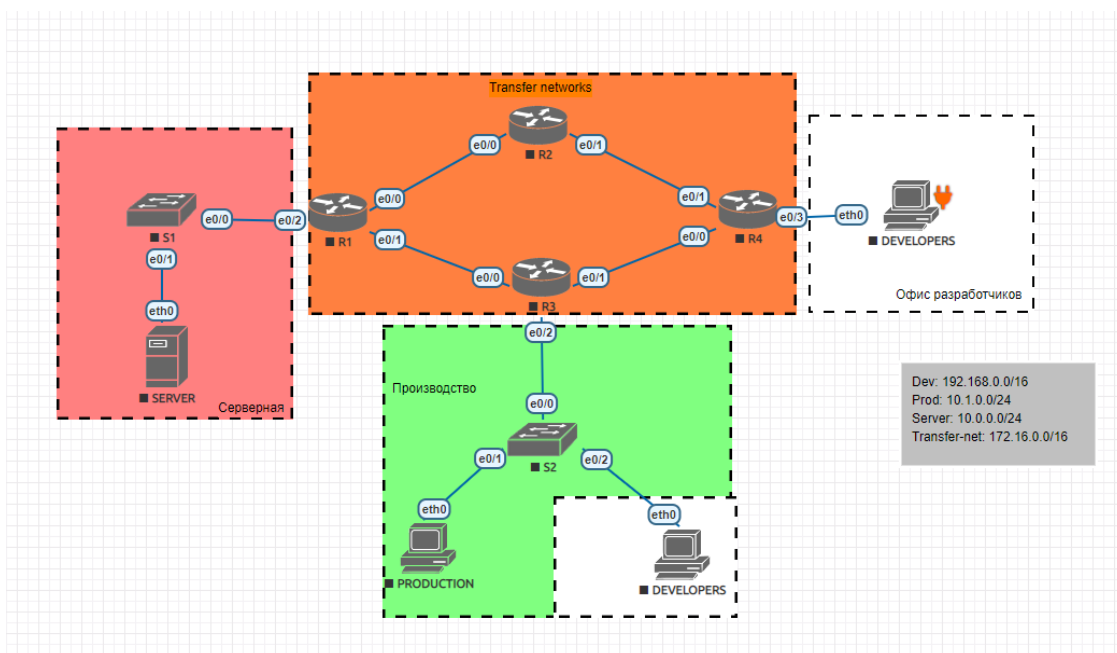 Transfer networks
e0/0
R2
e0/1
e0/0
e0/1
e0/0
S1
e0/2
R1
e0/0
R4
e0/3
eth0
DEVELOPERS
e0/1
e0/1
e0/0
e0/0
R3
e0/1
Офис разработчиков
eth0
e0/2
SERVER
Серверная
Производство
Dev: 192.168.0.0/16
Prod: 10.1.0.0/24
Server: 10.0.0.0/24
Transfer-net: 172.16.0.0/16
e0/0
e0/1
S2
e0/2
eth0
eth0
PRODUCTION
DEVELOPERS